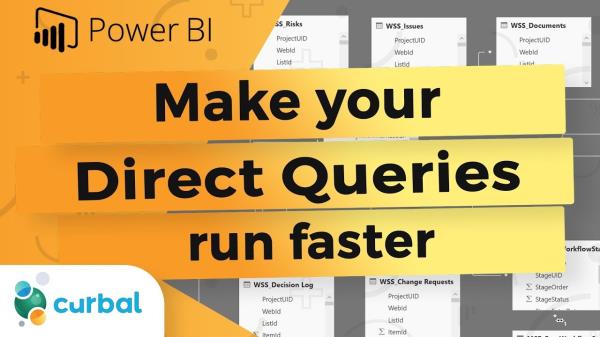 Power BI
WSS_Risks
ProjectUID
WebId
ListId
WSS_Issues
ProjectUID
WebId
ListId
WSS_Documents
ProjectUID
WebId
ListId
Make your
Direct Queries
run faster
WSS_Decision Log
ProjectUID
WebId
ListId
Σ ItemId
WSS_Change Requests
ProjectUID
WebId
ListId
Σ ItemId
StageUID
Σ StageOrder
StageStatus
curbal